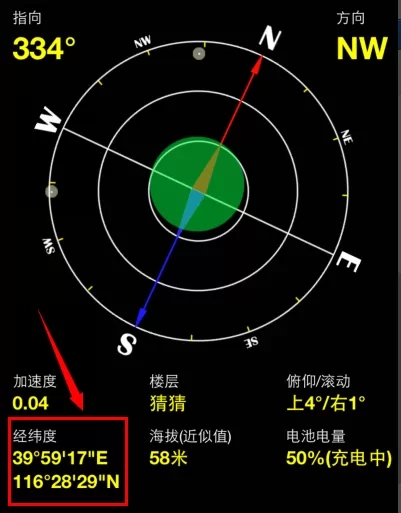 指向
方向
334°
NW
N
NW
W
NE
SW
E
S
SE
加速度
楼层
俯仰/滚动
0.04
猜猜
上4°/右1°
经纬度
海拔(近似值)
电池电量
39°59'17"E
58米
50%(充电中)
116°28'29"N